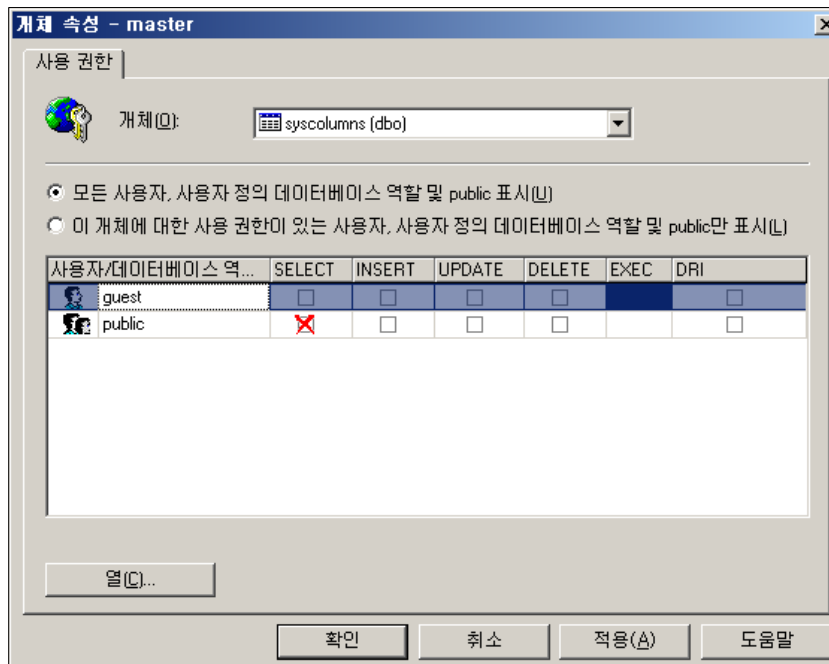 개체 속성 - master
사용 권한
개체(O): syscolumns (dbo)
모든 사용자, 사용자 정의 데이터베이스 역할 및 public 표시(U)
이 개체에 대한 사용 권한이 있는 사용자, 사용자 정의 데이터베이스 역할 및 public만 표시(L)
사용자/데이터베이스 역... SELECT INSERT UPDATE DELETE EXEC DRI
guest
public
열(C)...
확인 취소 적용(A) 도움말